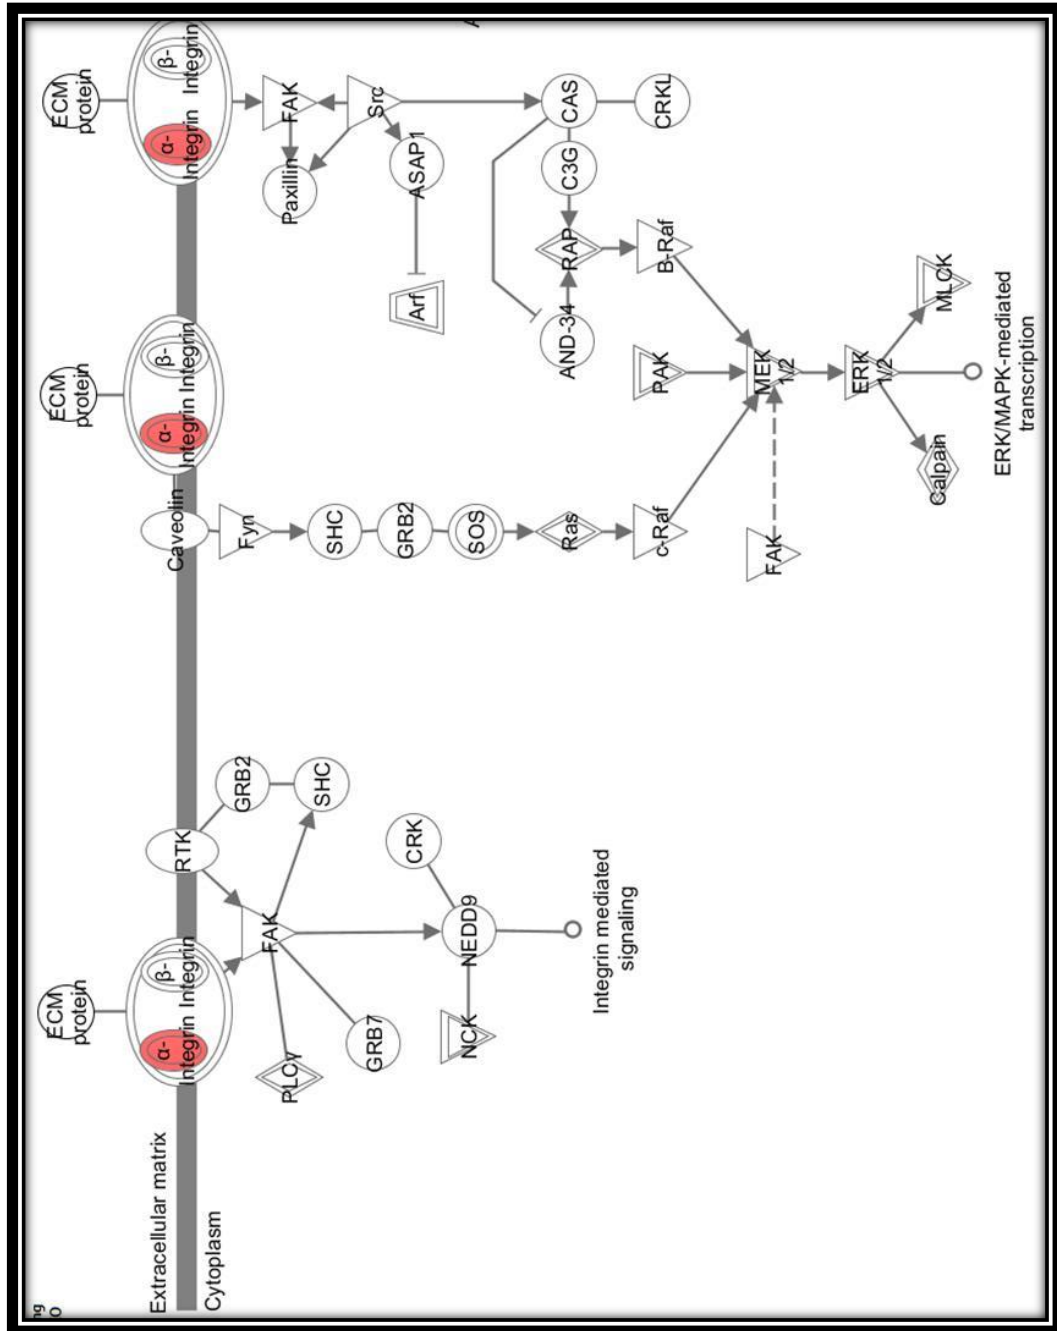 Extracellular matrix
Cytoplasm
ECM
protein
α-
Integrin
β-
Integrin
RTK
GRB2
SHC
FAK
PLCγ
GRB7
CRK
NEDD9
NCK
Integrin mediated
signaling
ECM
protein
α-
Integrin
β-
Integrin
Caveolin
Fyn
SHC
GRB2
SOS
Ras
c-Raf
FAK
PAK
MEK
1/2
ERK
1/2
Calpain
MLCK
ERK/MAPK-mediated
transcription
ECM
protein
α-
Integrin
β-
Integrin
FAK
Src
Paxillin
ASAP1
Arf
CAS
CRKL
C3G
RAP
AND-34
B-Raf